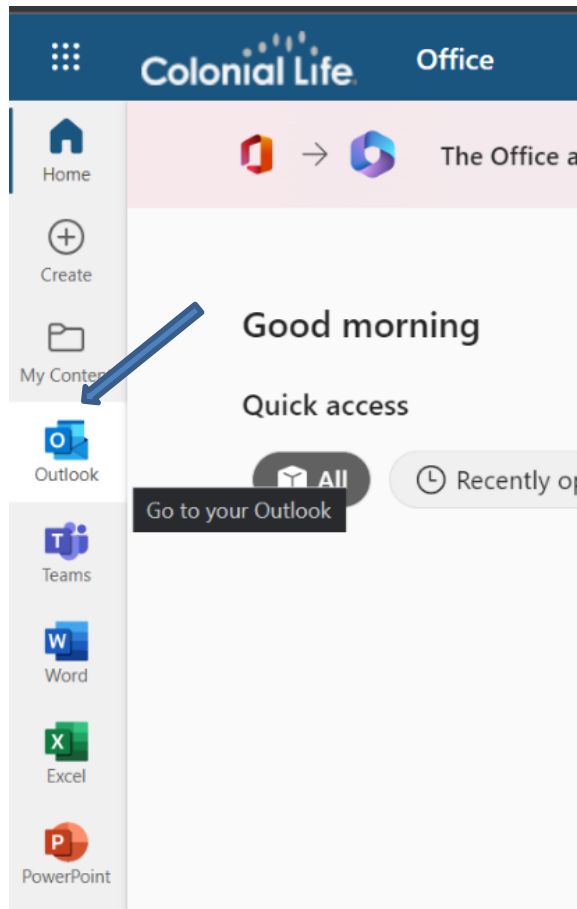 Colonial Life
Office
Home
The Office a
Create
Good morning
My Conten
Quick access
Outlook
All
Recently op
Go to your Outlook
Teams
Word
Excel
PowerPoint